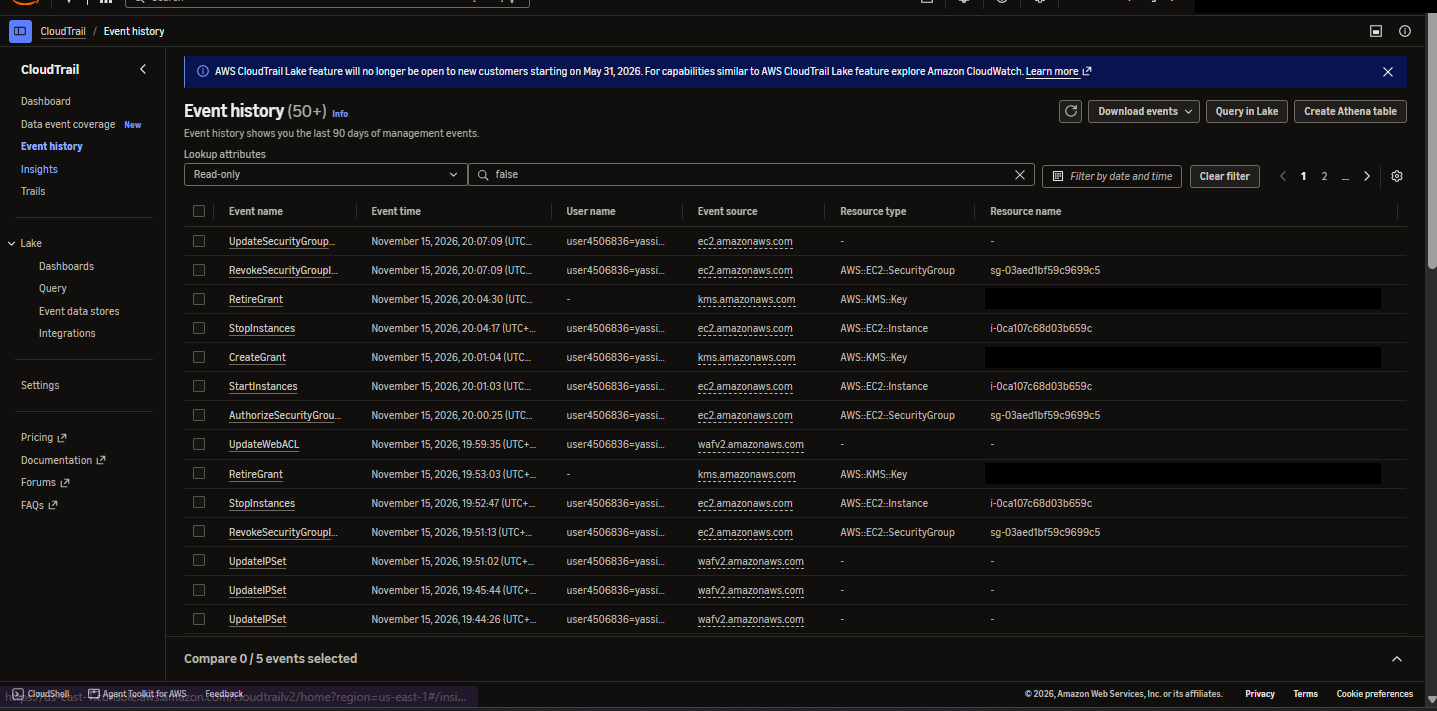 CloudTrail / Event history
CloudTrail
Dashboard
Data event coverage New
Event history
Insights
Trails
Lake
Dashboards
Query
Event data stores
Integrations
Settings
Pricing
Documentation
Forums
FAQs
AWS CloudTrail Lake feature will no longer be open to new customers starting on May 31, 2026. For capabilities similar to AWS CloudTrail Lake feature explore Amazon CloudWatch. Learn more
Event history (50+) Info
Download events Query in Lake Create Athena table
Event history shows you the last 90 days of management events.
Lookup attributes
Read-only false Filter by date and time Clear filter 1 2 ...
Event name Event time User name Event source Resource type Resource name
UpdateSecurityGroup... November 15, 2026, 20:07:09 (UTC... user4506836=yassi... ec2.amazonaws.com - -
RevokeSecurityGroupI... November 15, 2026, 20:07:09 (UTC... user4506836=yassi... ec2.amazonaws.com AWS::EC2::SecurityGroup sg-03aed1bf59c9699c5
RetireGrant November 15, 2026, 20:04:30 (UTC... - kms.amazonaws.com AWS::KMS::Key
StopInstances November 15, 2026, 20:04:17 (UTC+... user4506836=yassi... ec2.amazonaws.com AWS::EC2::Instance i-0ca107c68d03b659c
CreateGrant November 15, 2026, 20:01:04 (UTC... user4506836=yassi... kms.amazonaws.com AWS::KMS::Key
StartInstances November 15, 2026, 20:01:03 (UTC... user4506836=yassi... ec2.amazonaws.com AWS::EC2::Instance i-0ca107c68d03b659c
AuthorizeSecurityGrou... November 15, 2026, 20:00:25 (UTC... user4506836=yassi... ec2.amazonaws.com AWS::EC2::SecurityGroup sg-03aed1bf59c9699c5
UpdateWebACL November 15, 2026, 19:59:35 (UTC+... user4506836=yassi... wafv2.amazonaws.com - -
RetireGrant November 15, 2026, 19:53:03 (UTC+... - kms.amazonaws.com AWS::KMS::Key
StopInstances November 15, 2026, 19:52:47 (UTC+... user4506836=yassi... ec2.amazonaws.com AWS::EC2::Instance i-0ca107c68d03b659c
RevokeSecurityGroupI... November 15, 2026, 19:51:13 (UTC+... user4506836=yassi... ec2.amazonaws.com AWS::EC2::SecurityGroup sg-03aed1bf59c9699c5
UpdateIPSet November 15, 2026, 19:51:02 (UTC+... user4506836=yassi... wafv2.amazonaws.com - -
UpdateIPSet November 15, 2026, 19:45:44 (UTC+... user4506836=yassi... wafv2.amazonaws.com - -
UpdateIPSet November 15, 2026, 19:44:26 (UTC+... user4506836=yassi... wafv2.amazonaws.com - -
Compare 0 / 5 events selected
CloudShell Agent Toolkit for AWS Feedback
© 2026, Amazon Web Services, Inc. or its affiliates. Privacy Terms Cookie preferences